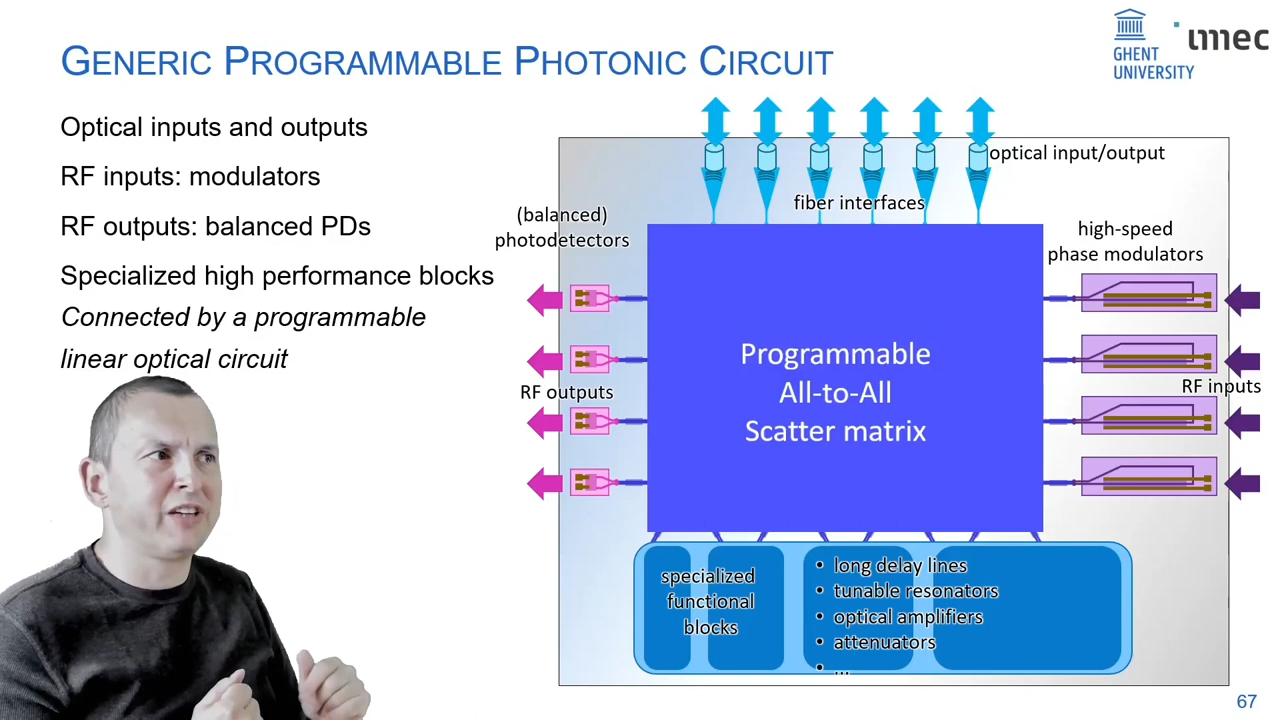 GENERIC PROGRAMMABLE PHOTONIC CIRCUIT
GHENT
UNIVERSITY
imec
Optical inputs and outputs
RF inputs: modulators
RF outputs: balanced PDs
Specialized high performance blocks
Connected by a programmable
linear optical circuit
optical input/output
fiber interfaces
(balanced)
photodetectors
high-speed
phase modulators
RF outputs
RF inputs
Programmable
All-to-All
Scatter matrix
specialized
functional
blocks
• long delay lines
• tunable resonators
• optical amplifiers
• attenuators
• ...
67